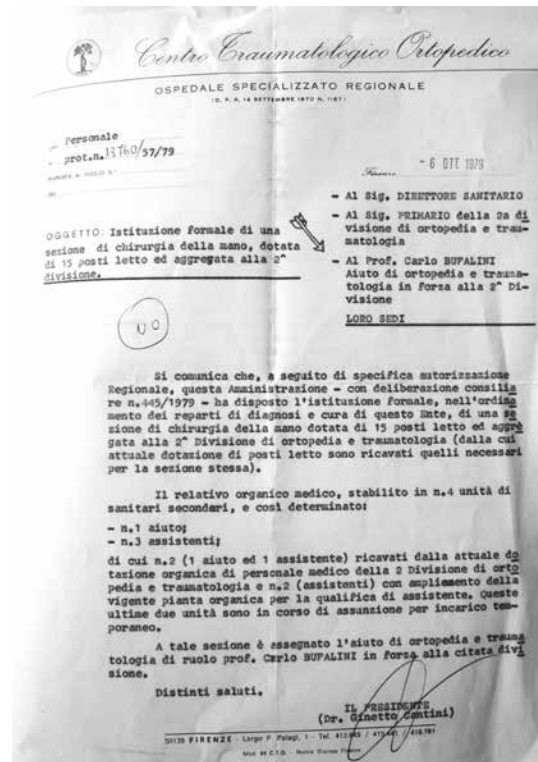 Centro Traumatologico Ortopedico
OSPEDALE SPECIALIZZATO REGIONALE
(D. P. R. 14 SETTEMBRE 1970 N. 1187)
Personale
prot.n.13760/57/79
- 6 OTT. 1979
Firenze
- Al Sig. DIRETTORE SANITARIO
- Al Sig. PRIMARIO della 2a di
visione di ortopedia e trau-
matologia
- Al Prof. Carlo BUFALINI
Aiuto di ortopedia e trauma-
tologia in forza alla 2^ Di-
visione
LORO SEDI
OGGETTO: Istituzione formale di una
sezione di chirurgia della mano, dotata
di 15 posti letto ed aggregata alla 2^
divisione.
Si comunica che, a seguito di specifica autorizzazione
Regionale, questa Amministrazione - con deliberazione consilia
re n.445/1979 - ha disposto l'istituzione formale, nell'ordina
mento dei reparti di diagnosi e cura di questo Ente, di una se
zione di chirurgia della mano dotata di 15 posti letto ed aggre
gata alla 2^ Divisione di ortopedia e traumatologia (dalla cui
attuale dotazione di posti letto sono ricavati quelli necessari
per la sezione stessa).
Il relativo organico medico, stabilito in n.4 unità di
sanitari secondari, e così determinato:
- n.1 aiuto;
- n.3 assistenti;
di cui n.2 (1 aiuto ed 1 assistente) ricavati dalla attuale do
tazione organica di personale medico della 2 Divisione di orto
pedia e traumatologia e n.2 (assistenti) con ampliamento della
vigente pianta organica per la qualifica di assistente. Queste
ultime due unità sono in corso di assunzione per incarico tem-
poraneo.
A tale sezione è assegnato l'aiuto di ortopedia e trauma
tologia di ruolo prof. Carlo BUFALINI in forza alla citata divi
sione.
Distinti saluti.
IL PRESIDENTE
(Dr. Ginetto Contini)
50139 FIRENZE - Largo P. Palagi, 1 - Tel.